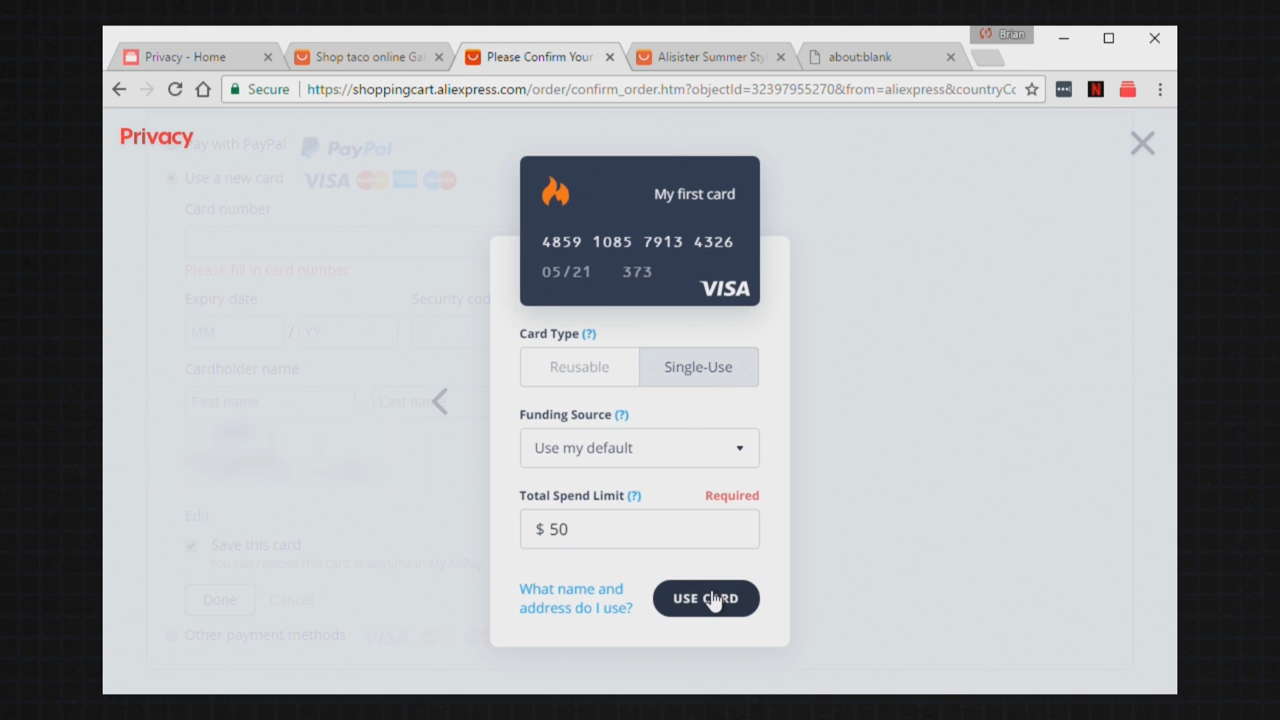 Brian
Privacy - Home
Shop taco online Gal
Please Confirm Your
Alisister Summer Sty
about:blank
Secure
https://shoppingcart.aliexpress.com/order/confirm_order.htm?objectId=32397955270&from=aliexpress&countryCo
Privacy
Pay with PayPal
PayPal
Use a new card
VISA
Card number
Please fill in card number
Expiry date
Security cod
MM / YY
Cardholder name
First name
Last name
Edit
Save this card
You can remove this card at anytime in My AliPay
Done
Cancel
Other payment methods
VISA
My first card
4859 1085 7913 4326
05/21 373
VISA
Card Type (?)
Reusable
Single-Use
Funding Source (?)
Use my default
Total Spend Limit (?)
Required
$ 50
What name and
address do I use?
USE CARD